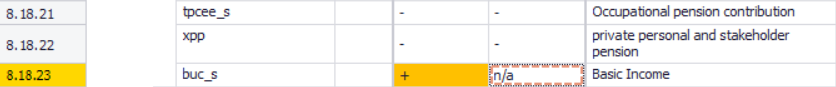 8.18.21 tpcee_s - - Occupational pension contribution
8.18.22 xpp - - private personal and stakeholder
pension
8.18.23 buc_s + n/a Basic Income